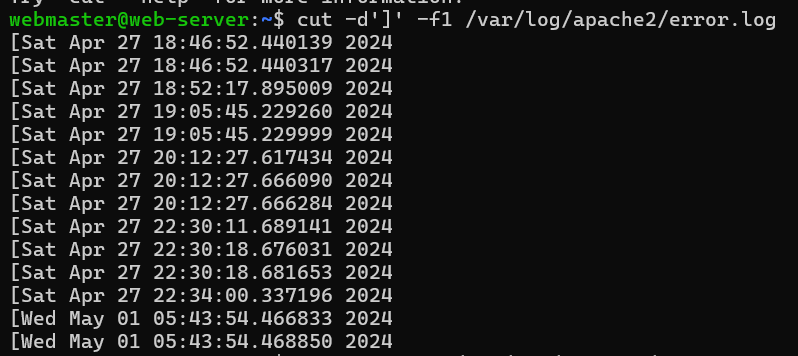 webmaster@web-server:~$ cut -d']' -f1 /var/log/apache2/error.log
[Sat Apr 27 18:46:52.440139 2024
[Sat Apr 27 18:46:52.440317 2024
[Sat Apr 27 18:52:17.895009 2024
[Sat Apr 27 19:05:45.229260 2024
[Sat Apr 27 19:05:45.229999 2024
[Sat Apr 27 20:12:27.617434 2024
[Sat Apr 27 20:12:27.666090 2024
[Sat Apr 27 20:12:27.666284 2024
[Sat Apr 27 22:30:11.689141 2024
[Sat Apr 27 22:30:18.676031 2024
[Sat Apr 27 22:30:18.681653 2024
[Sat Apr 27 22:34:00.337196 2024
[Wed May 01 05:43:54.466833 2024
[Wed May 01 05:43:54.468850 2024